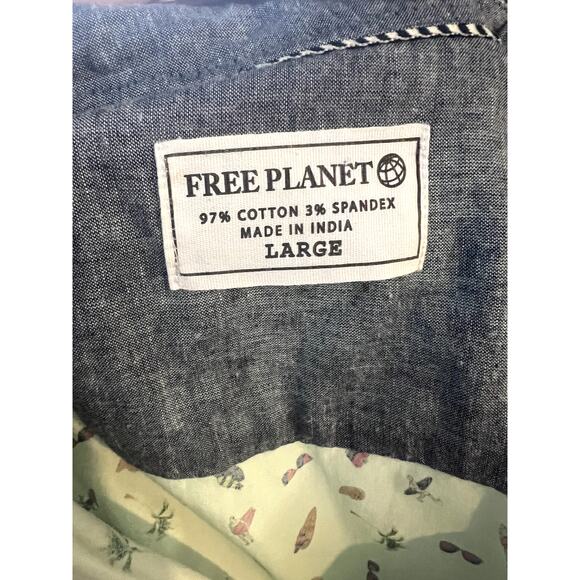 FREE PLANET
97% COTTON 3% SPANDEX
MADE IN INDIA
LARGE